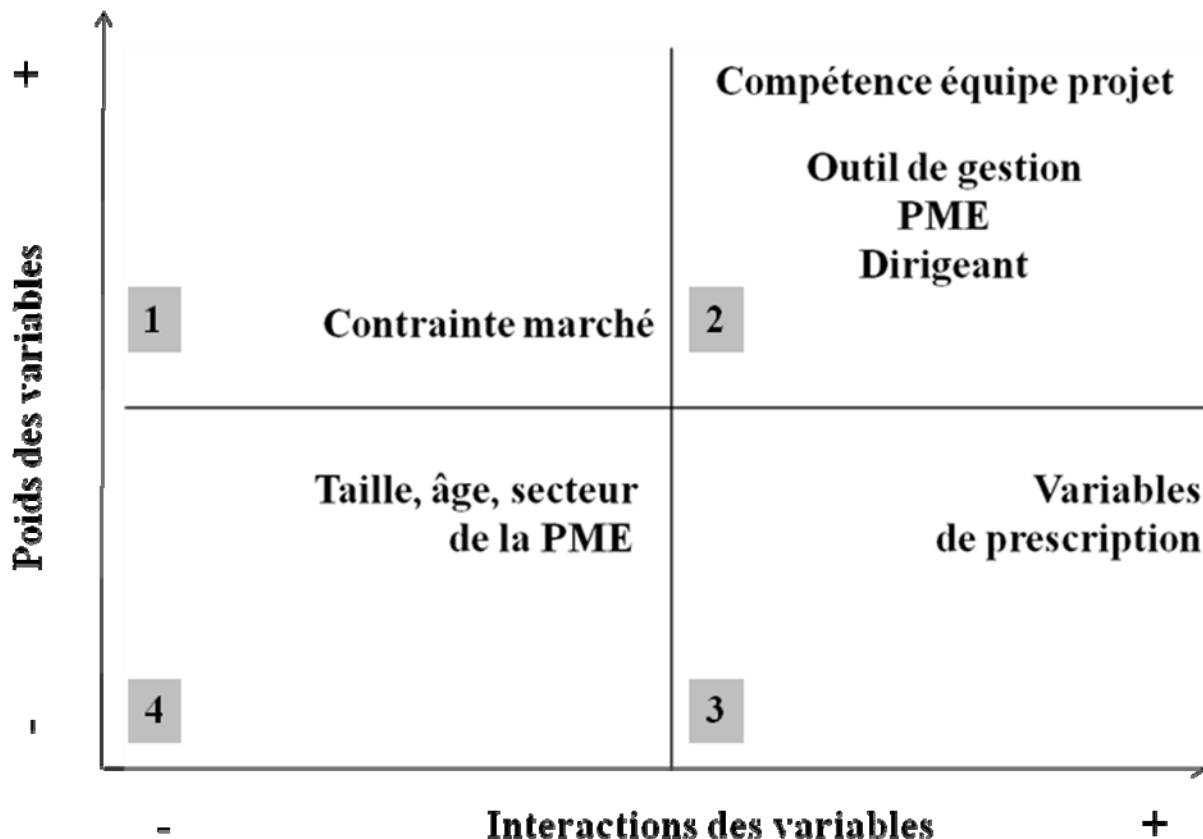 +
Poids des variables
-
Compétence équipe projet
Outil de gestion
PME
Dirigeant
1
Contrainte marché
2
Taille, âge, secteur
de la PME
Variables
de prescription
4
3
-
Interactions des variables
+